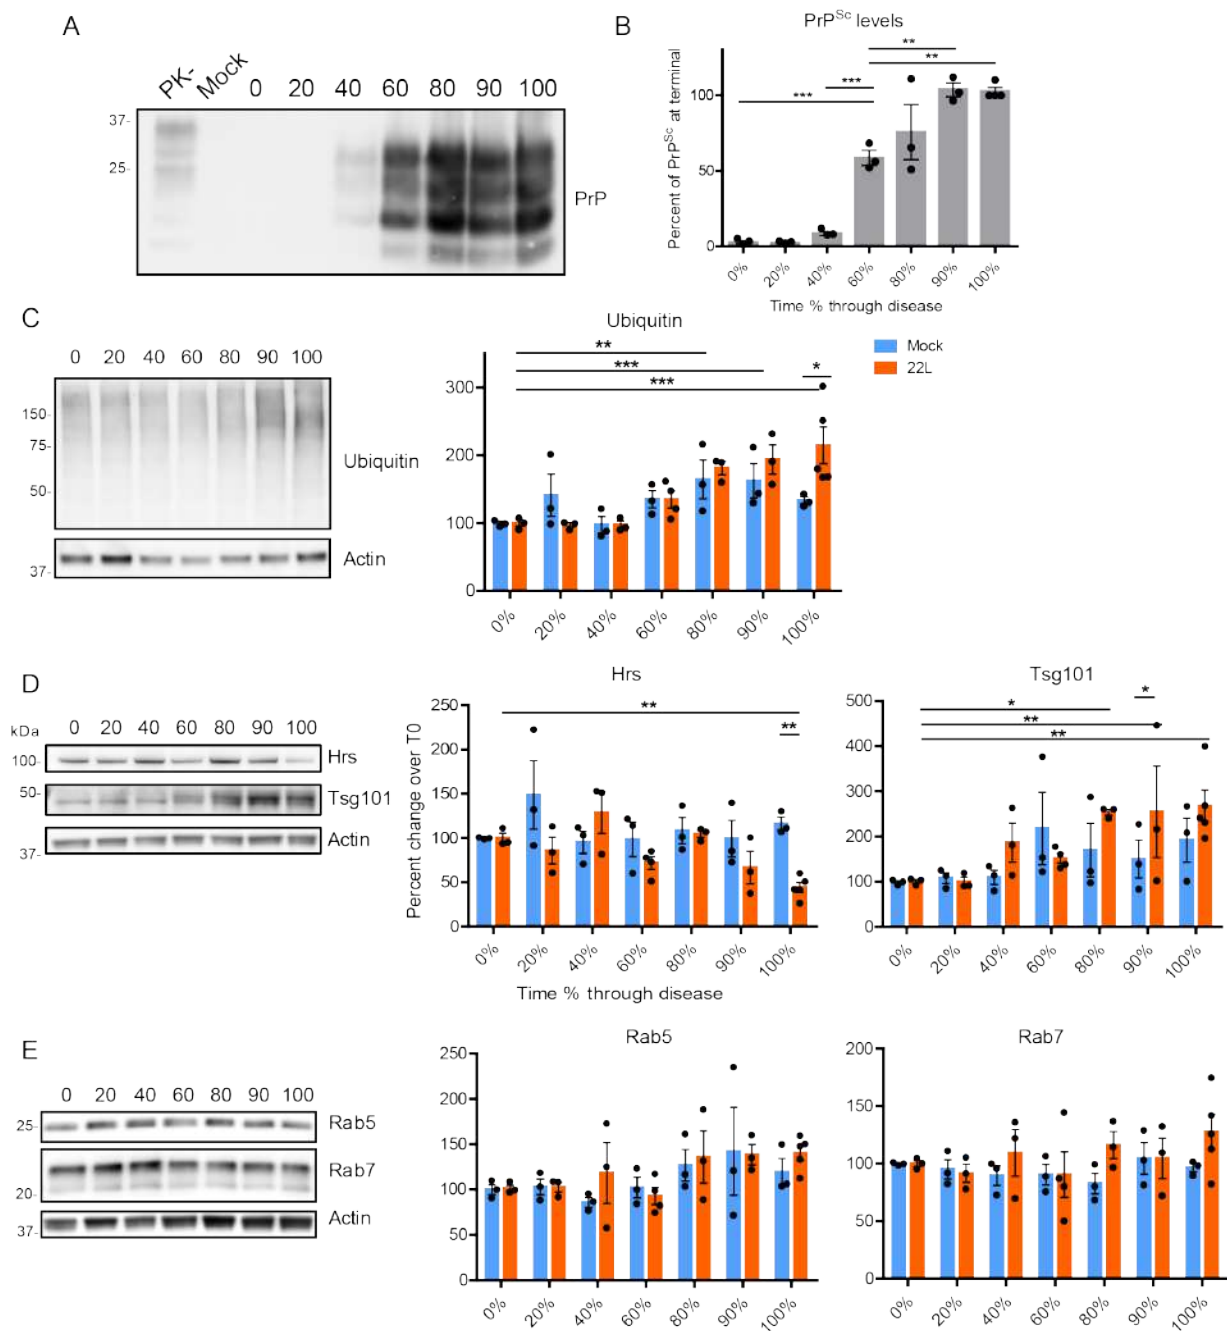 A
PK-
Mock
0 20 40 60 80 90 100
37-
25-
PrP
B
PrP^Sc levels
** 
**
***
***
Percent of PrP^Sc at terminal
100
50
0
0% 20% 40% 60% 80% 90% 100%
Time % through disease
C
0 20 40 60 80 90 100
150-
75-
50-
Ubiquitin
37-
Actin
Ubiquitin
**
***
***
*
300
200
100
0
0% 20% 40% 60% 80% 90% 100%
Mock
22L
D
kDa
0 20 40 60 80 90 100
100-
Hrs
50-
Tsg101
Actin
37-
Hrs
**
**
Percent change over T0
250
200
150
100
50
0
0% 20% 40% 60% 80% 90% 100%
Time % through disease
Tsg101
*
*
**
**
500
400
300
200
100
0
0% 20% 40% 60% 80% 90% 100%
E
0 20 40 60 80 90 100
25-
Rab5
Rab7
20-
Actin
37-
Rab5
250
200
150
100
50
0
0% 20% 40% 60% 80% 90% 100%
Rab7
200
150
100
50
0
0% 20% 40% 60% 80% 90% 100%